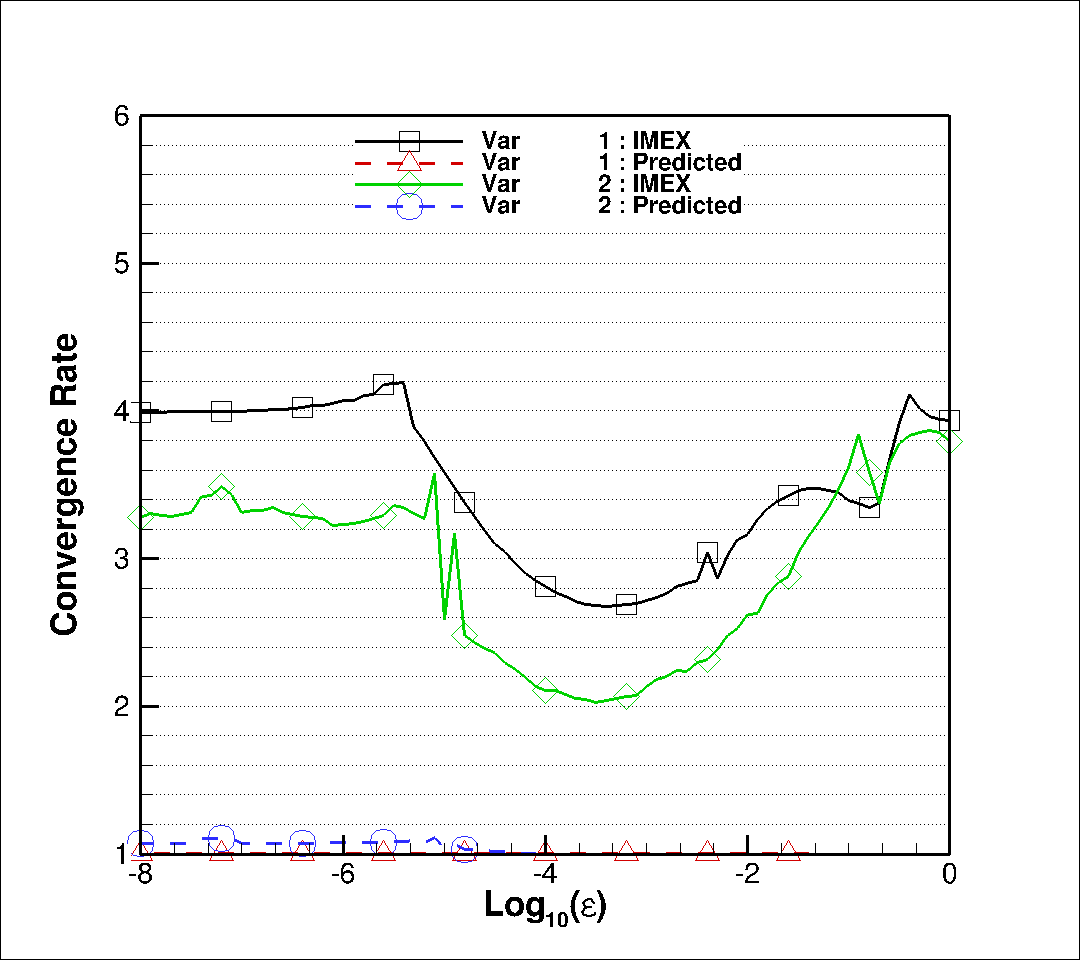 6
Var 1 : IMEX
Var 1 : Predicted
Var 2 : IMEX
Var 2 : Predicted
5
4
3
2
1
Convergence Rate
-8 -6 -4 -2 0
Log10(ε)